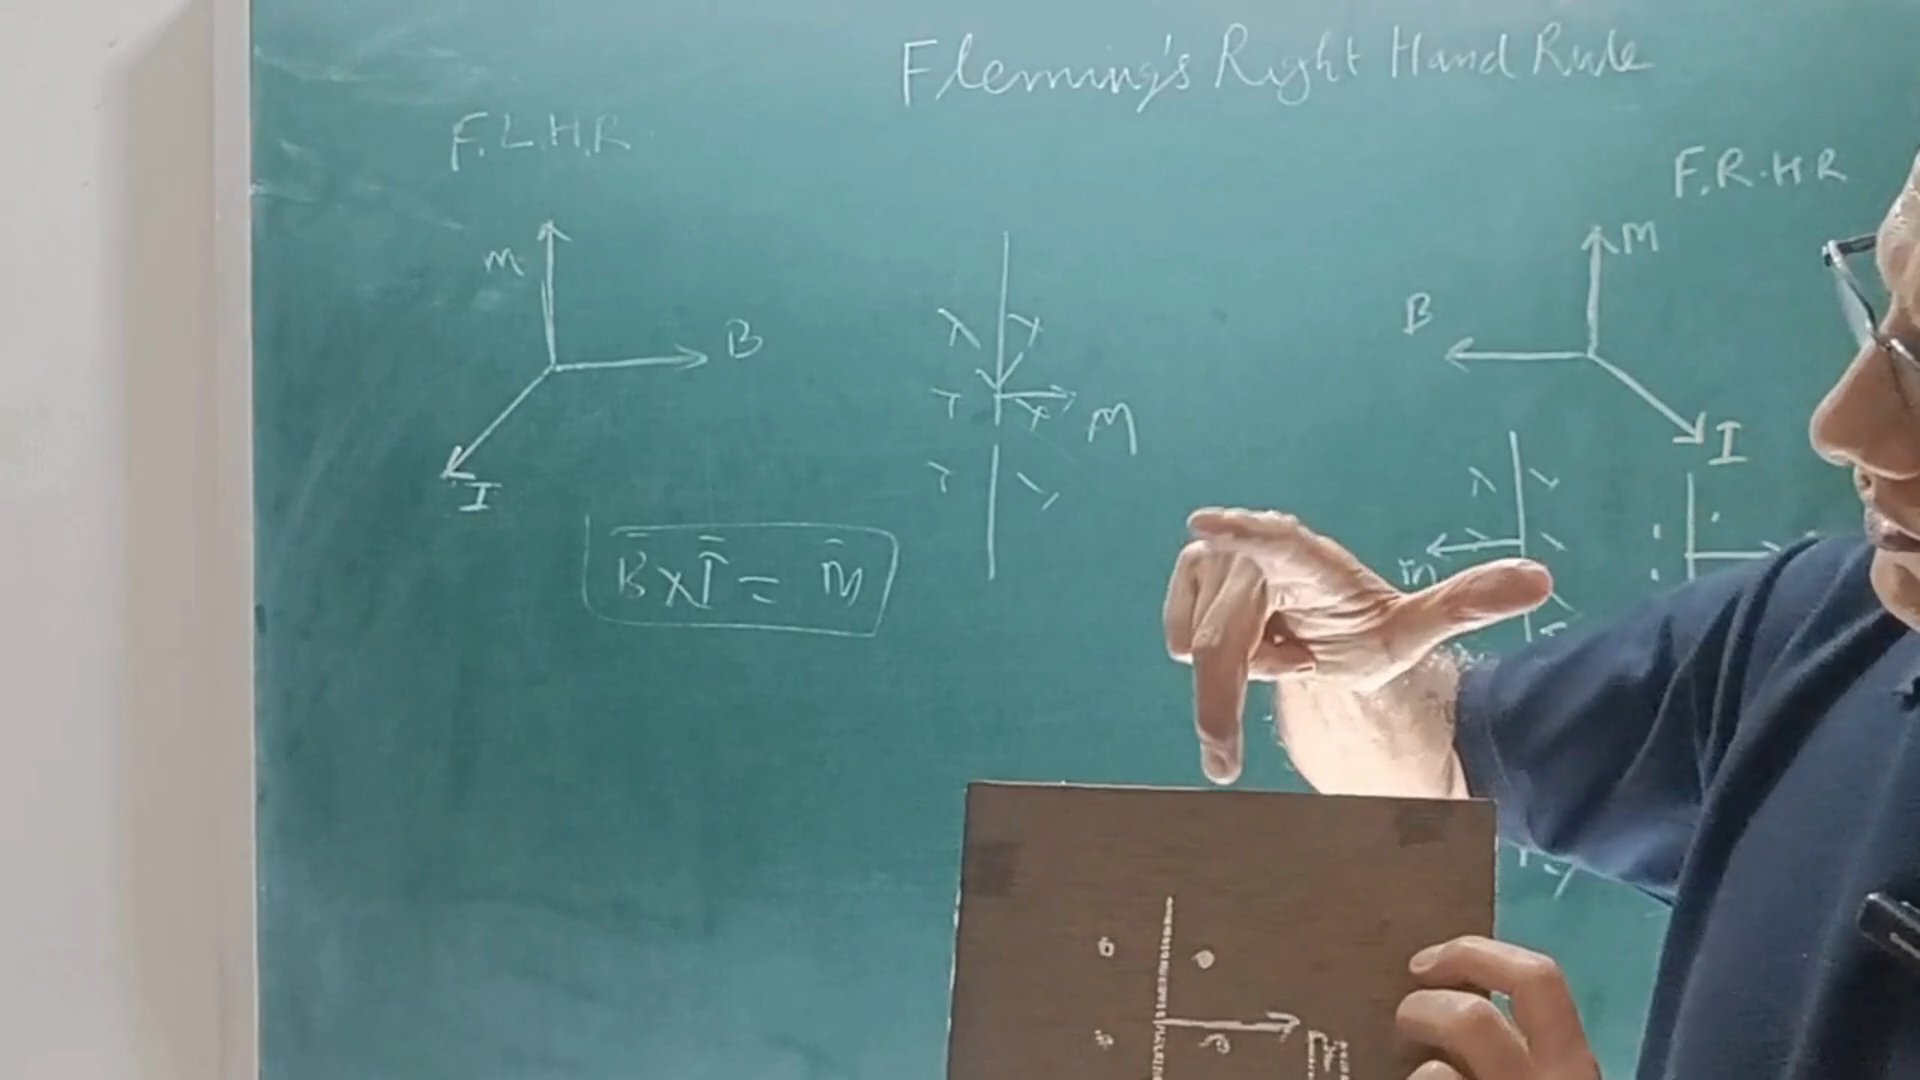 Fleming's Right Hand Rule
F.L.H.R.
F.R.H.R
M
B
I
M
B̄ x Ī = m̄
M
B
I
m